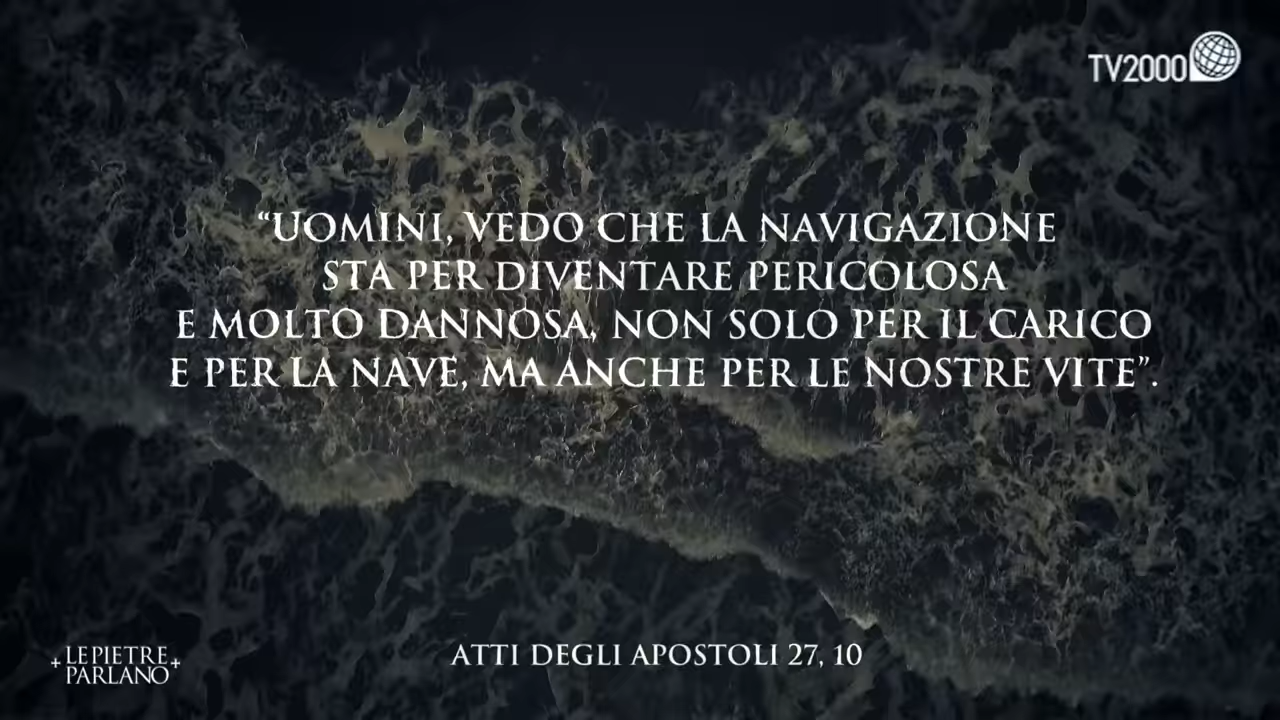 TV2000
“UOMINI, VEDO CHE LA NAVIGAZIONE
STA PER DIVENTARE PERICOLOSA
E MOLTO DANNOSA, NON SOLO PER IL CARICO
E PER LA NAVE, MA ANCHE PER LE NOSTRE VITE”.
ATTI DEGLI APOSTOLI 27, 10
+ LE PIETRE +
PARLANO